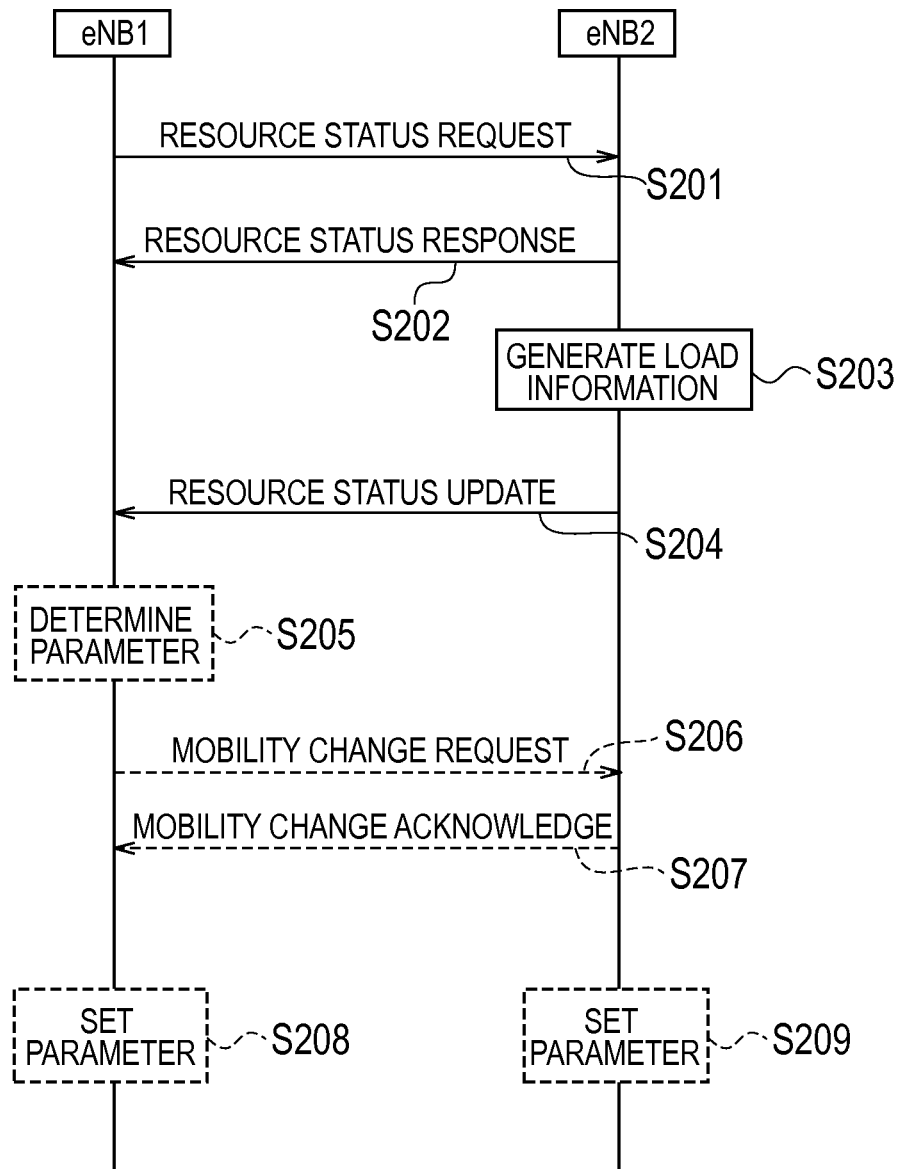 eNB1
eNB2
RESOURCE STATUS REQUEST
S201
RESOURCE STATUS RESPONSE
S202
GENERATE LOAD
INFORMATION
S203
RESOURCE STATUS UPDATE
S204
DETERMINE
PARAMETER
S205
MOBILITY CHANGE REQUEST
S206
MOBILITY CHANGE ACKNOWLEDGE
S207
SET
PARAMETER
S208
SET
PARAMETER
S209